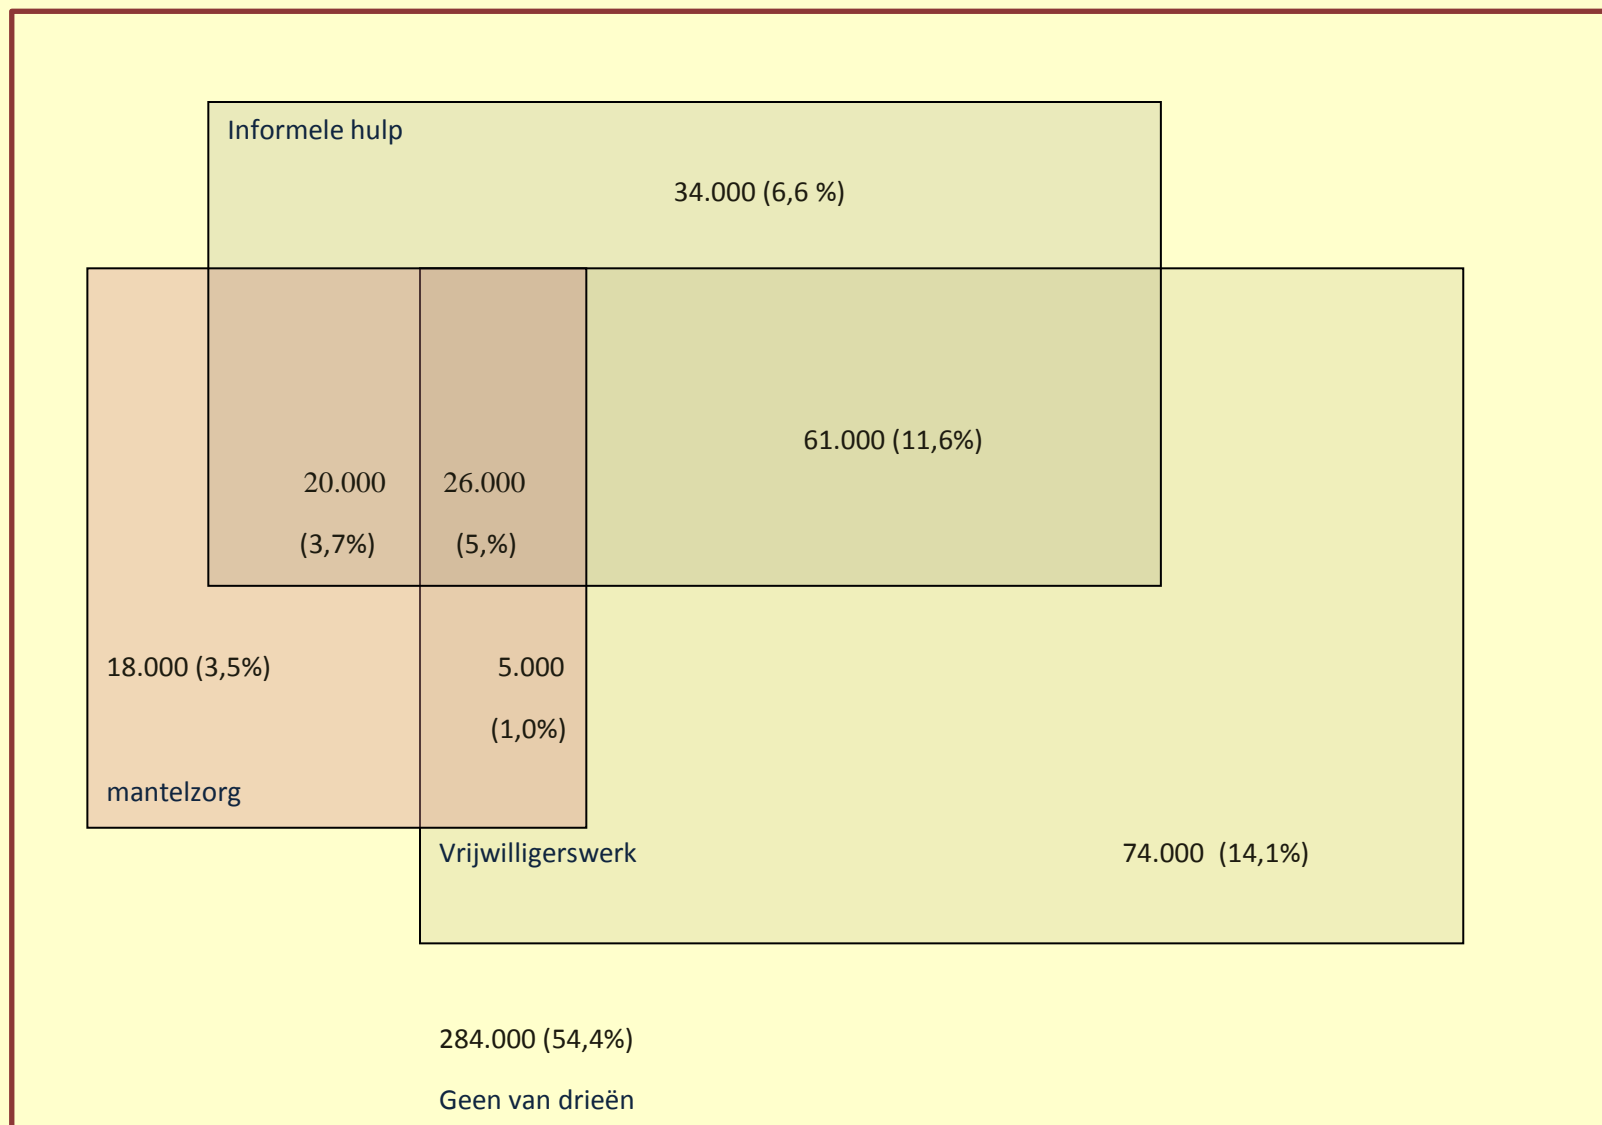 Informele hulp
34.000 (6,6 %)
61.000 (11,6%)
20.000 26.000
(3,7%) (5,%)
18.000 (3,5%) 5.000
(1,0%)
mantelzorg
Vrijwilligerswerk 74.000 (14,1%)
284.000 (54,4%)
Geen van drieën